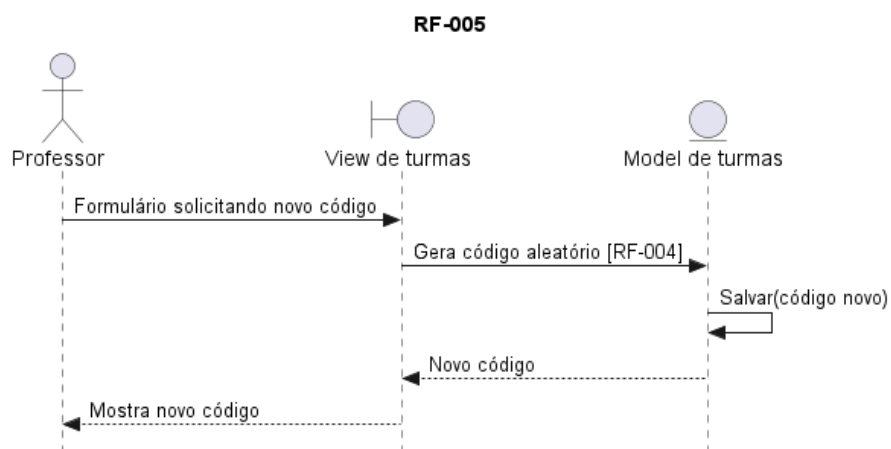 RF-005
Professor
View de turmas
Model de turmas
Formulário solicitando novo código
Gera código aleatório [RF-004]
Salvar(código novo)
Novo código
Mostra novo código